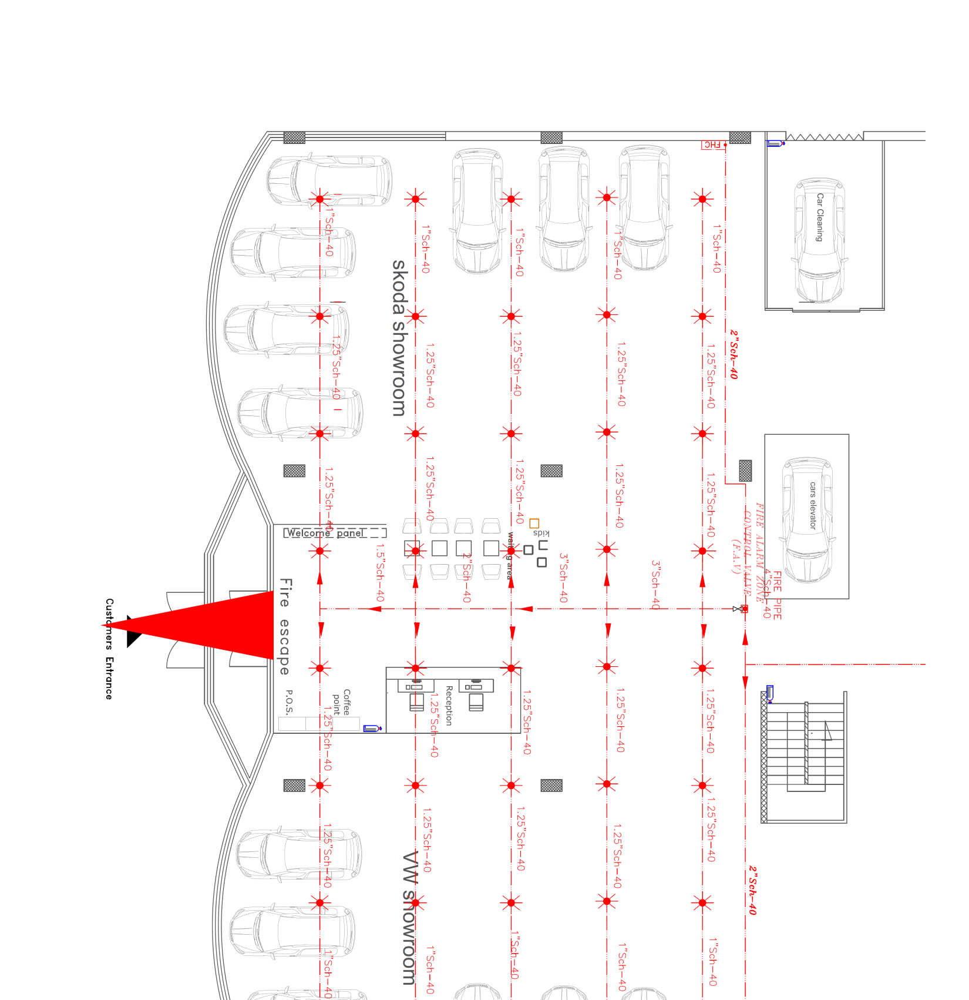 FHC
Car Cleaning
1"Sch-40
1"Sch-40
1"Sch-40
1"Sch-40
1"Sch-40
skoda showroom
2"Sch-40
1.25"Sch-40
1.25"Sch-40
1.25"Sch-40
1.25"Sch-40
1.25"Sch-40
1.25"Sch-40
1.25"Sch-40
1.25"Sch-40
1.25"Sch-40
1.25"Sch-40
cars elevator
FIRE ALARM ZONE
CONTROL VALVE
(F.A.V)
FIRE PIPE
4"Sch-40
Welcome panel
kids
waiting area
1.5"Sch-40
2"Sch-40
3"Sch-40
3"Sch-40
Fire escape
Customers Entrance
P.O.S.
Coffee
point
Reception
1.25"Sch-40
1.25"Sch-40
1.25"Sch-40
1.25"Sch-40
1.25"Sch-40
1.25"Sch-40
1.25"Sch-40
1.25"Sch-40
1.25"Sch-40
1.25"Sch-40
VW showroom
2"Sch-40
1"Sch-40
1"Sch-40
1"Sch-40
1"Sch-40
1"Sch-40